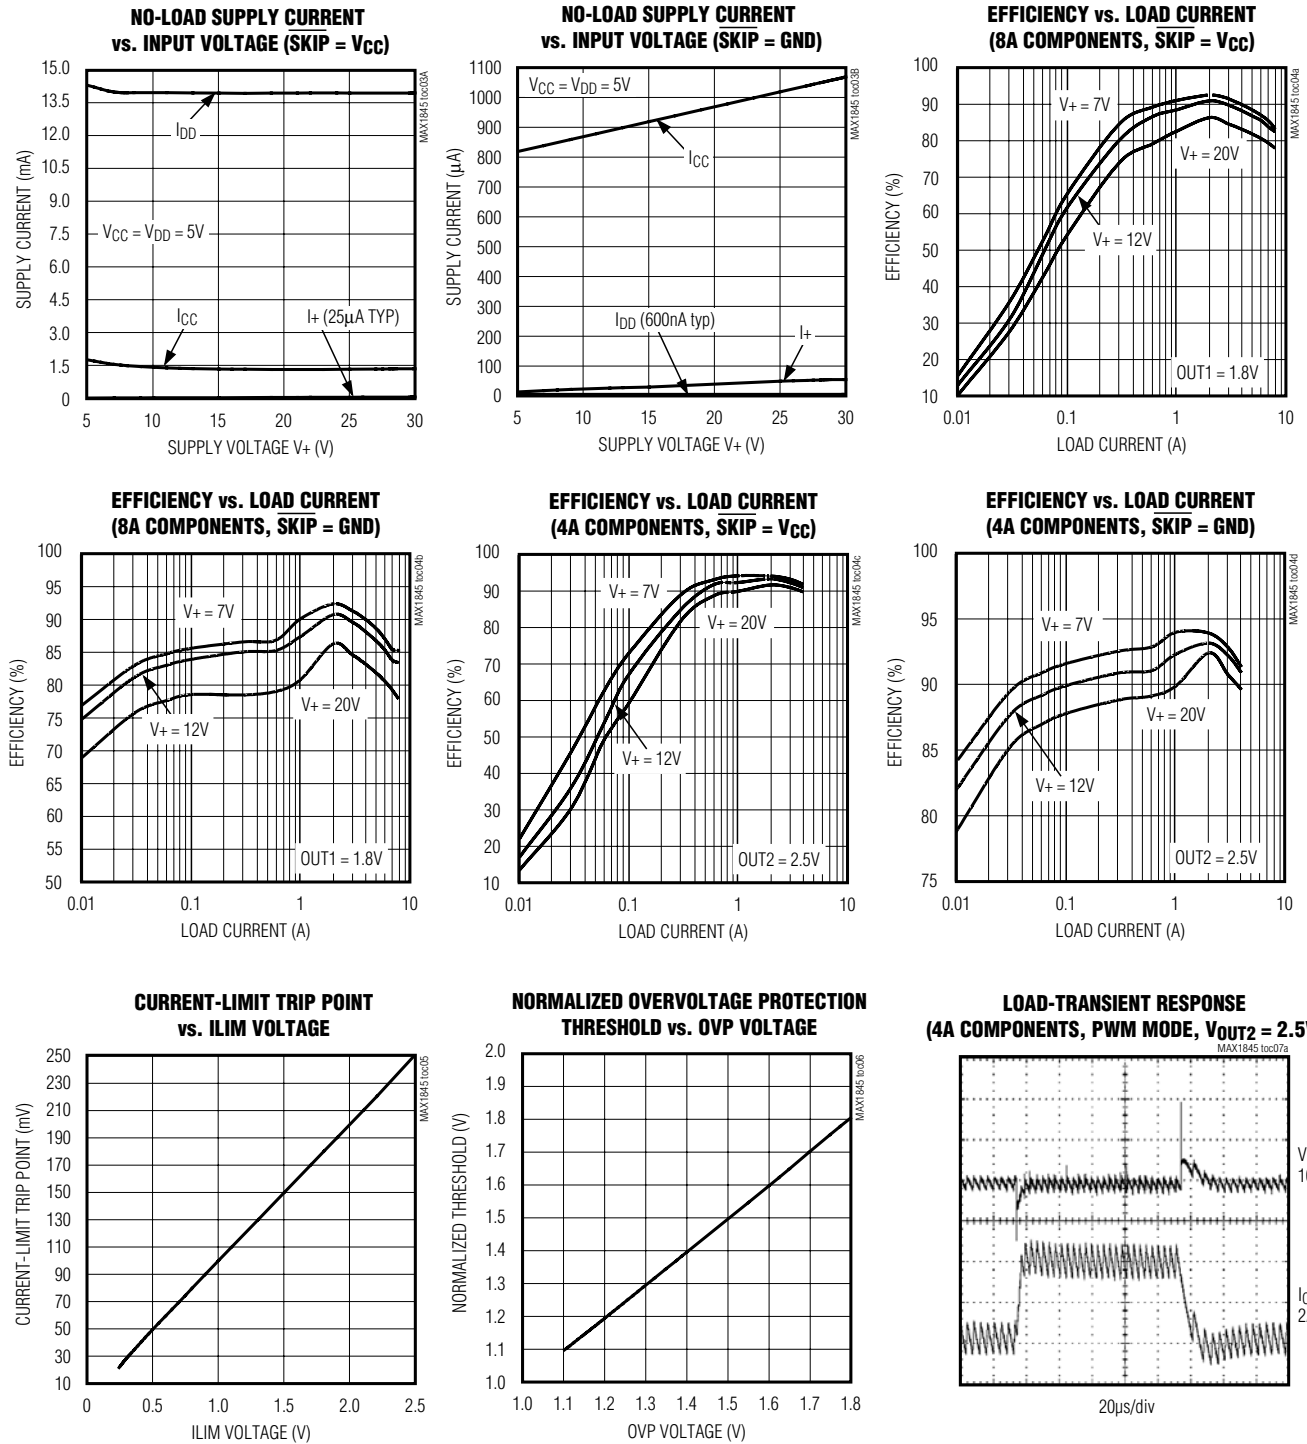 NO-LOAD SUPPLY CURRENT
vs. INPUT VOLTAGE (SKIP = VCC)
15.0
13.5
12.0
10.5
9.0
7.5
6.0
4.5
3.0
1.5
0
SUPPLY CURRENT (mA)
IDD
VCC = VDD = 5V
ICC
I+ (25μA TYP)
5 10 15 20 25 30
SUPPLY VOLTAGE V+ (V)
MAX1845 toc03A
NO-LOAD SUPPLY CURRENT
vs. INPUT VOLTAGE (SKIP = GND)
1100
1000
900
800
700
600
500
400
300
200
100
0
SUPPLY CURRENT (μA)
VCC = VDD = 5V
ICC
IDD (600nA typ)
I+
5 10 15 20 25 30
SUPPLY VOLTAGE V+ (V)
MAX1845 toc03B
EFFICIENCY vs. LOAD CURRENT
(8A COMPONENTS, SKIP = VCC)
100
90
80
70
60
50
40
30
20
10
EFFICIENCY (%)
V+ = 7V
V+ = 20V
V+ = 12V
OUT1 = 1.8V
0.01 0.1 1 10
LOAD CURRENT (A)
MAX1845 toc04a
EFFICIENCY vs. LOAD CURRENT
(8A COMPONENTS, SKIP = GND)
100
95
90
85
80
75
70
65
60
55
50
EFFICIENCY (%)
V+ = 7V
V+ = 20V
V+ = 12V
OUT1 = 1.8V
0.01 0.1 1 10
LOAD CURRENT (A)
MAX1845 toc04b
EFFICIENCY vs. LOAD CURRENT
(4A COMPONENTS, SKIP = VCC)
100
90
80
70
60
50
40
30
20
10
EFFICIENCY (%)
V+ = 7V
V+ = 20V
V+ = 12V
OUT2 = 2.5V
0.01 0.1 1 10
LOAD CURRENT (A)
MAX1845 toc04c
EFFICIENCY vs. LOAD CURRENT
(4A COMPONENTS, SKIP = GND)
100
95
90
85
80
75
EFFICIENCY (%)
V+ = 7V
V+ = 20V
V+ = 12V
OUT2 = 2.5V
0.01 0.1 1 10
LOAD CURRENT (A)
MAX1845 toc04d
CURRENT-LIMIT TRIP POINT
vs. ILIM VOLTAGE
250
230
210
190
170
150
130
110
90
70
50
30
10
CURRENT-LIMIT TRIP POINT (mV)
0 0.5 1.0 1.5 2.0 2.5
ILIM VOLTAGE (V)
MAX1845 toc05
NORMALIZED OVERVOLTAGE PROTECTION
THRESHOLD vs. OVP VOLTAGE
2.0
1.9
1.8
1.7
1.6
1.5
1.4
1.3
1.2
1.1
1.0
NORMALIZED THRESHOLD (V)
1.0 1.1 1.2 1.3 1.4 1.5 1.6 1.7 1.8
OVP VOLTAGE (V)
MAX1845 toc06
LOAD-TRANSIENT RESPONSE
(4A COMPONENTS, PWM MODE, VOUT2 = 2.5
MAX1845 toc07a
20μs/div